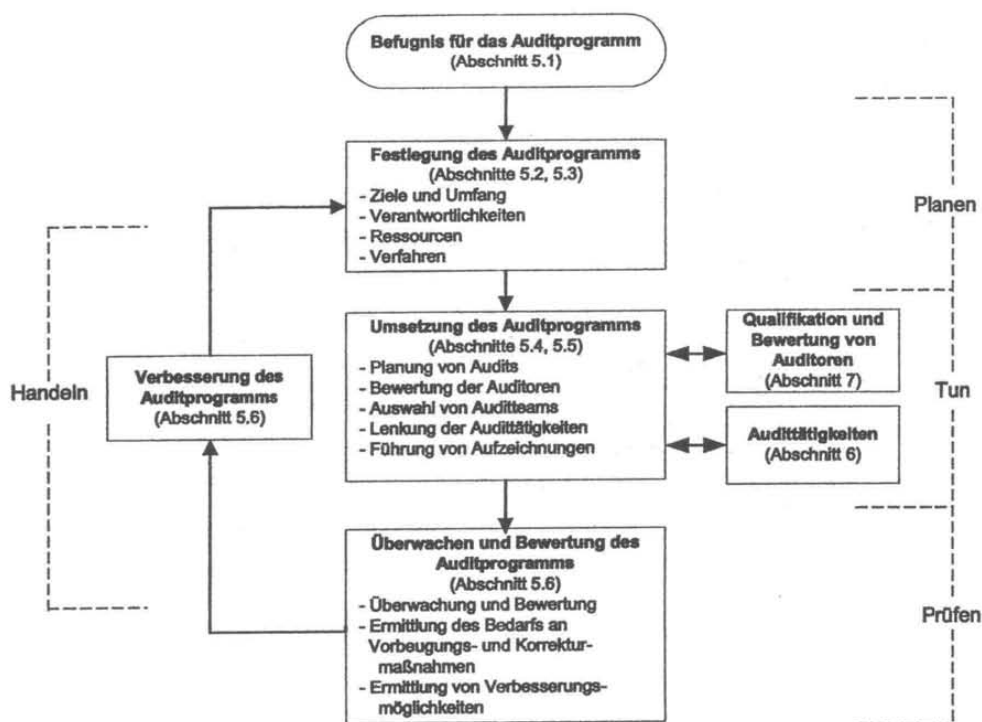 Befugnis für das Auditprogramm
(Abschnitt 5.1)
Festlegung des Auditprogramms
(Abschnitte 5.2, 5.3)
- Ziele und Umfang
- Verantwortlichkeiten
- Ressourcen
- Verfahren
Planen
Umsetzung des Auditprogramms
(Abschnitte 5.4, 5.5)
- Planung von Audits
- Bewertung der Auditoren
- Auswahl von Auditteams
- Lenkung der Audittätigkeiten
- Führung von Aufzeichnungen
Qualifikation und
Bewertung von
Auditoren
(Abschnitt 7)
Audittätigkeiten
(Abschnitt 6)
Tun
Handeln
Verbesserung des
Auditprogramms
(Abschnitt 5.6)
Überwachen und Bewertung des
Auditprogramms
(Abschnitt 5.6)
- Überwachung und Bewertung
- Ermittlung des Bedarfs an
Vorbeugungs- und Korrektur-
maßnahmen
- Ermittlung von Verbesserungs-
möglichkeiten
Prüfen